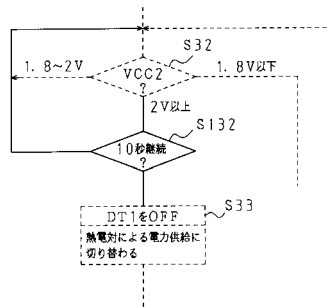 S32
1.8～2V
VCC2
?
1.8V以下
2V以上
S132
10秒継続
?
S33
DT1をOFF
熱電対による電力供給に
切り替わる